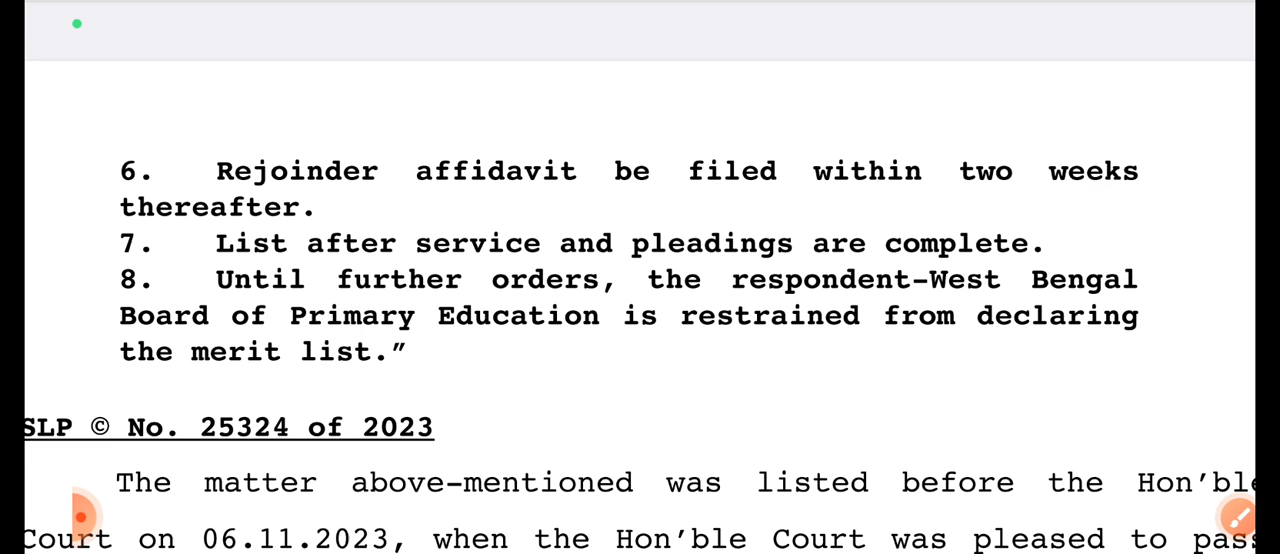 6. Rejoinder affidavit be filed within two weeks
thereafter.
7. List after service and pleadings are complete.
8. Until further orders, the respondent-West Bengal
Board of Primary Education is restrained from declaring
the merit list.”
SLP © No. 25324 of 2023
The matter above-mentioned was listed before the Hon’ble
Court on 06.11.2023, when the Hon’ble Court was pleased to pass